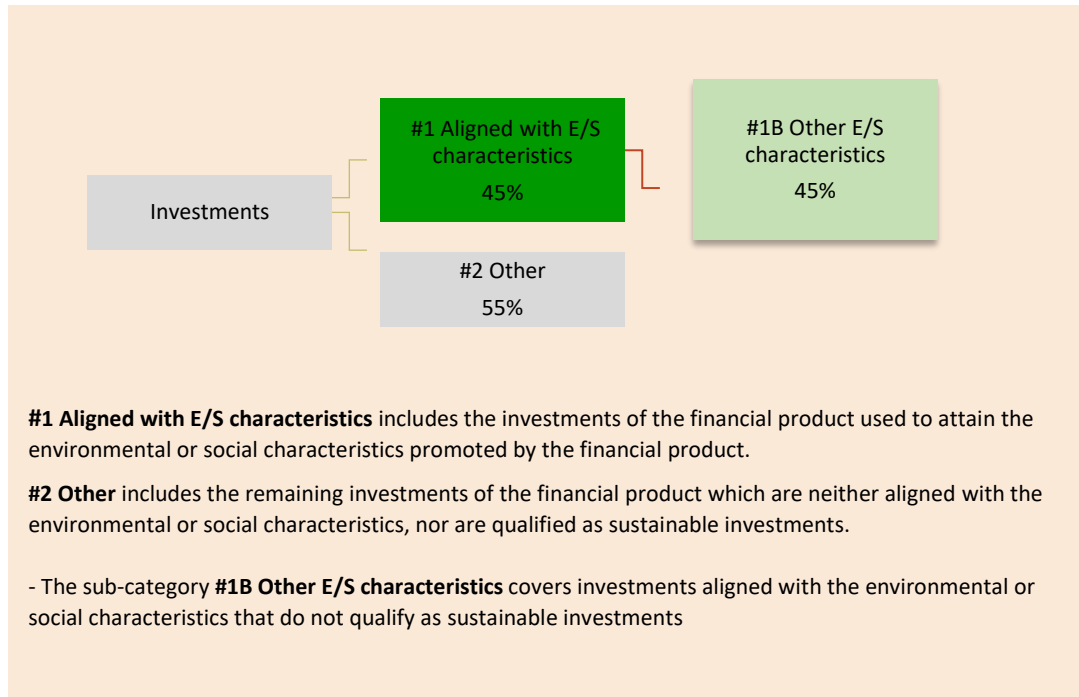 #1 Aligned with E/S
characteristics
45%
#1B Other E/S
characteristics
45%
Investments
#2 Other
55%
#1 Aligned with E/S characteristics includes the investments of the financial product used to attain the
environmental or social characteristics promoted by the financial product.
#2 Other includes the remaining investments of the financial product which are neither aligned with the
environmental or social characteristics, nor are qualified as sustainable investments.
- The sub-category #1B Other E/S characteristics covers investments aligned with the environmental or
social characteristics that do not qualify as sustainable investments